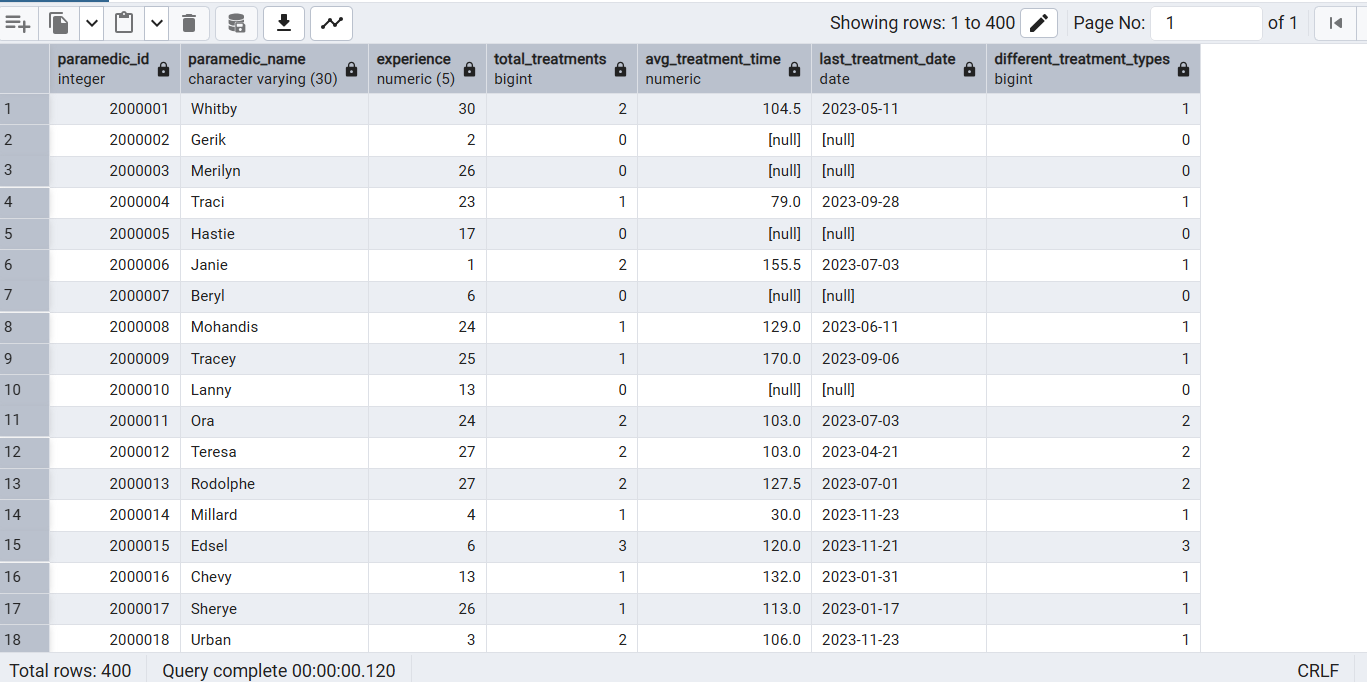 Showing rows: 1 to 400 Page No: 1 of 1
paramedic_id paramedic_name experience total_treatments avg_treatment_time last_treatment_date different_treatment_types
integer character varying (30) numeric (5) bigint numeric date bigint
1 2000001 Whitby 30 2 104.5 2023-05-11 1
2 2000002 Gerik 2 0 [null] [null] 0
3 2000003 Merilyn 26 0 [null] [null] 0
4 2000004 Traci 23 1 79.0 2023-09-28 1
5 2000005 Hastie 17 0 [null] [null] 0
6 2000006 Janie 1 2 155.5 2023-07-03 1
7 2000007 Beryl 6 0 [null] [null] 0
8 2000008 Mohandis 24 1 129.0 2023-06-11 1
9 2000009 Tracey 25 1 170.0 2023-09-06 1
10 2000010 Lanny 13 0 [null] [null] 0
11 2000011 Ora 24 2 103.0 2023-07-03 2
12 2000012 Teresa 27 2 103.0 2023-04-21 2
13 2000013 Rodolphe 27 2 127.5 2023-07-01 2
14 2000014 Millard 4 1 30.0 2023-11-23 1
15 2000015 Edsel 6 3 120.0 2023-11-21 3
16 2000016 Chevy 13 1 132.0 2023-01-31 1
17 2000017 Sherye 26 1 113.0 2023-01-17 1
18 2000018 Urban 3 2 106.0 2023-11-23 1
Total rows: 400 Query complete 00:00:00.120 CRLF